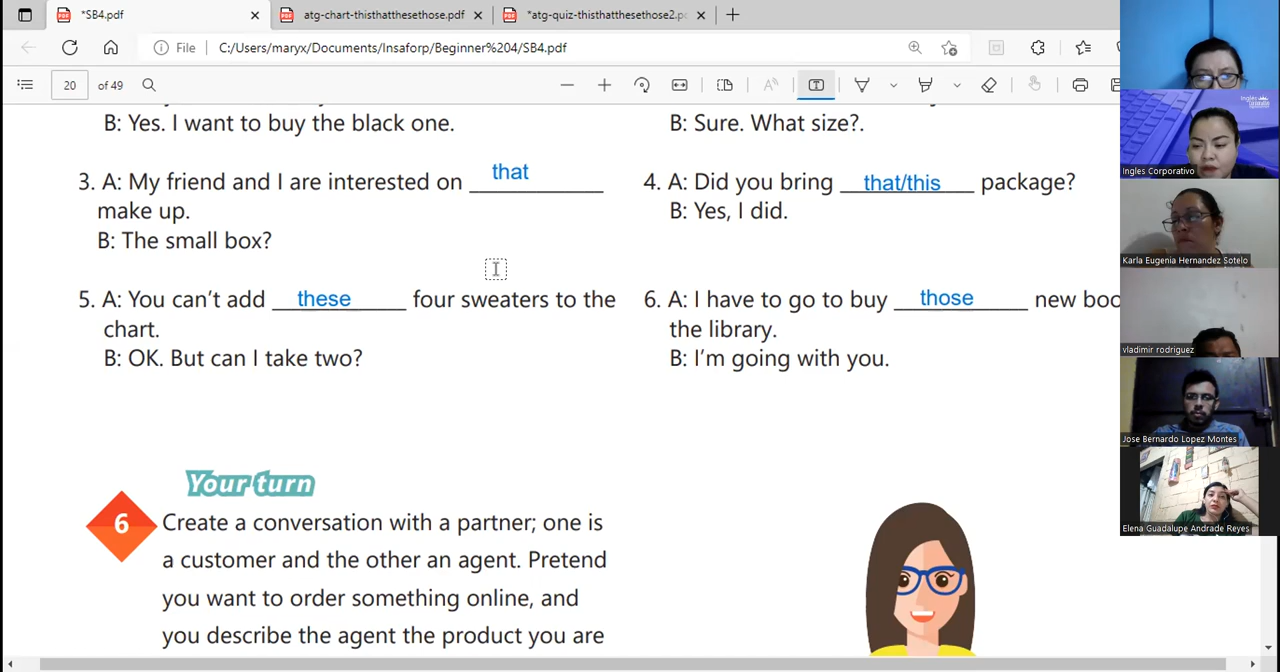 *SB4.pdf
atg-chart-thisthatthesethose.pdf
*atg-quiz-thisthatthesethose2.pd
File
C:/Users/maryx/Documents/Insaforp/Beginner%204/SB4.pdf
20 of 49
B: Yes. I want to buy the black one.
B: Sure. What size?.
3. A: My friend and I are interested on that
make up.
B: The small box?
4. A: Did you bring that/this package?
B: Yes, I did.
5. A: You can't add these four sweaters to the
chart.
B: OK. But can I take two?
6. A: I have to go to buy those new boo
the library.
B: I'm going with you.
Your turn
6
Create a conversation with a partner; one is
a customer and the other an agent. Pretend
you want to order something online, and
you describe the agent the product you are
Ingles Corporativo
Ingles Corporativo
Karla Eugenia Hernandez Sotelo
vladimir rodriguez
Jose Bernardo Lopez Montes
Elena Guadalupe Andrade Reyes